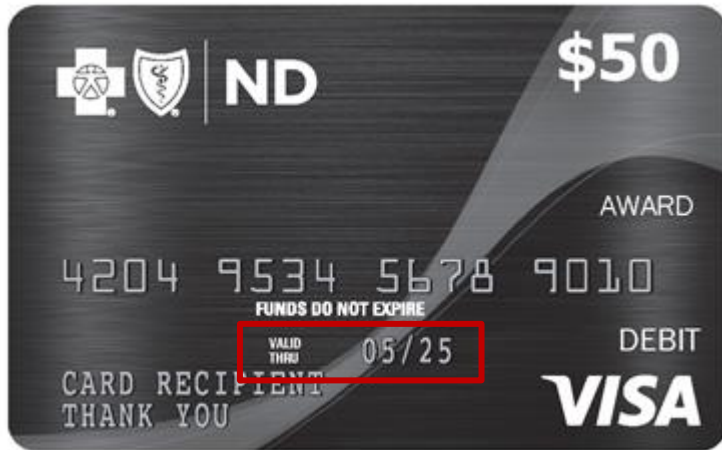 ND
$50
AWARD
4204 9534 5678 9010
FUNDS DO NOT EXPIRE
VALID THRU 05/25
DEBIT
CARD RECIPIENT
THANK YOU
VISA